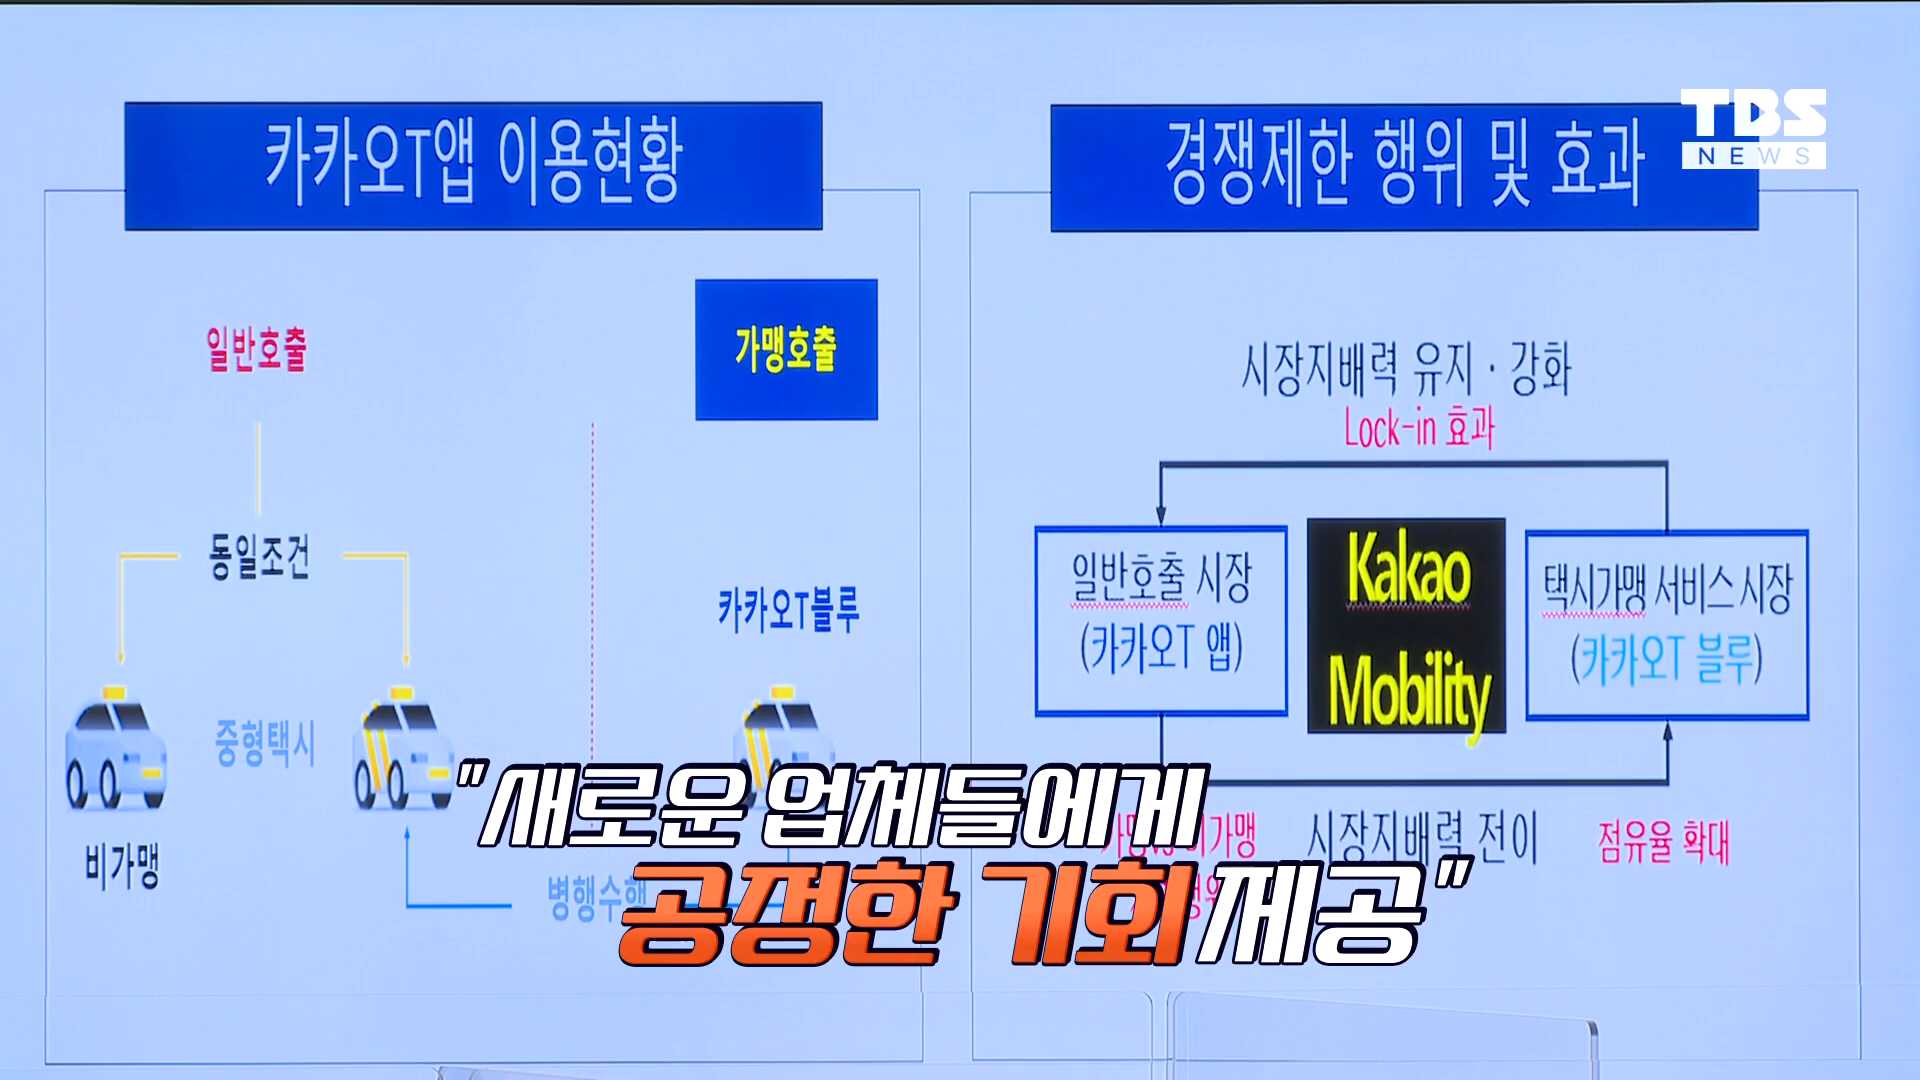 카카오T앱 이용현황
일반호출
가맹호출
동일조건
카카오T블루
중형택시
비가맹
병행수행
경쟁제한 행위 및 효과
TBS
NEWS
시장지배력 유지·강화
Lock-in 효과
일반호출 시장
(카카오T 앱)
Kakao
Mobility
택시가맹 서비스 시장
(카카오T 블루)
시장지배력 전이
점유율 확대
"새로운 업체들에게
공정한 기회 제공"